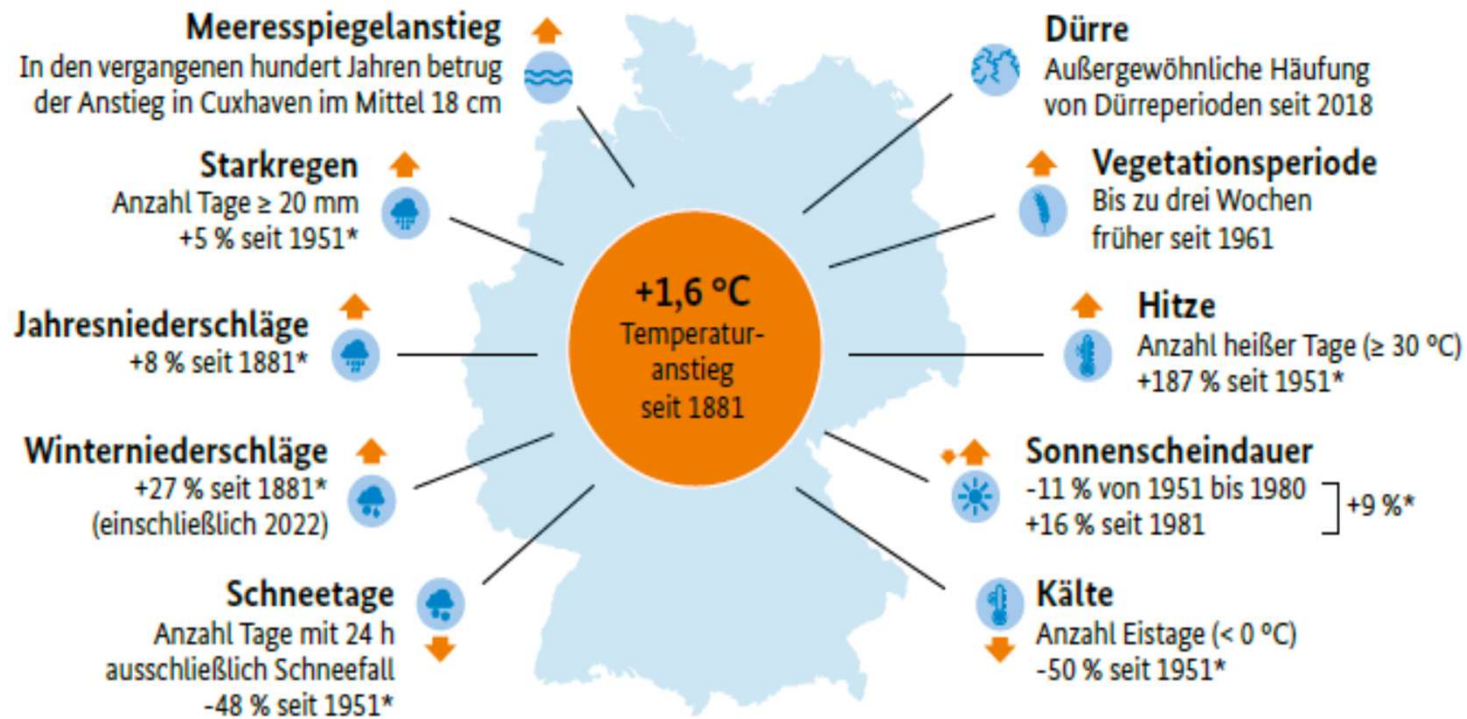 Meeresspiegelanstieg
In den vergangenen hundert Jahren betrug
der Anstieg in Cuxhaven im Mittel 18 cm
Starkregen
Anzahl Tage ≥ 20 mm
+5 % seit 1951*
Jahresniederschläge
+8 % seit 1881*
Winterniederschläge
+27 % seit 1881*
(einschließlich 2022)
Schneetage
Anzahl Tage mit 24 h
ausschließlich Schneefall
-48 % seit 1951*
+1,6 °C
Temperatur-
anstieg
seit 1881
Dürre
Außergewöhnliche Häufung
von Dürreperioden seit 2018
Vegetationsperiode
Bis zu drei Wochen
früher seit 1961
Hitze
Anzahl heißer Tage (≥ 30 °C)
+187 % seit 1951*
Sonnenscheindauer
-11 % von 1951 bis 1980
+16 % seit 1981
+9 %*
Kälte
Anzahl Eistage (< 0 °C)
-50 % seit 1951*